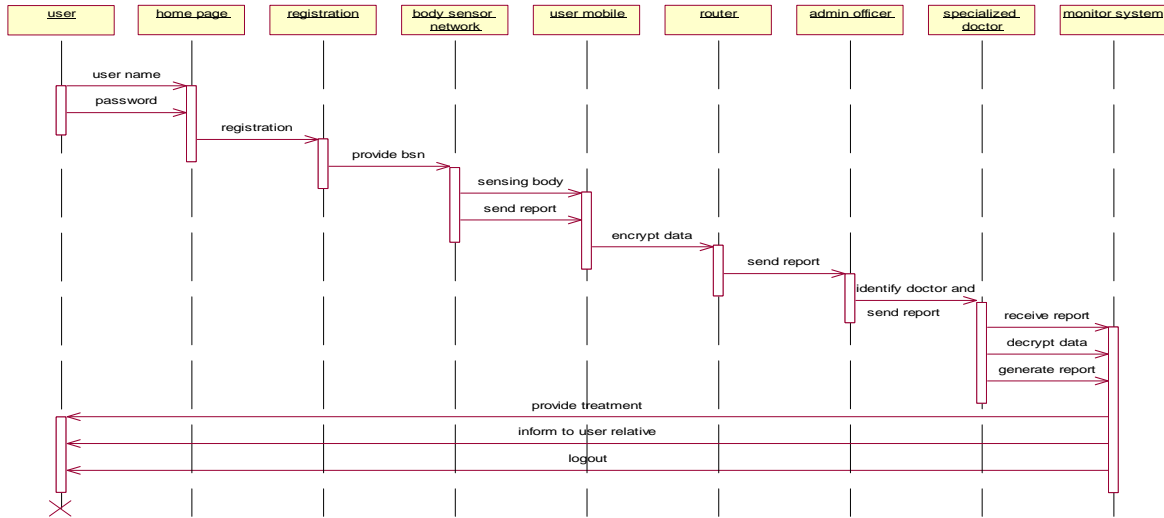 user
home page
registration
body sensor
network
user mobile
router
admin officer
specialized
doctor
monitor system
user name
password
registration
provide bsn
sensing body
send report
encrypt data
send report
identify doctor and
send report
receive report
decrypt data
generate report
provide treatment
inform to user relative
logout